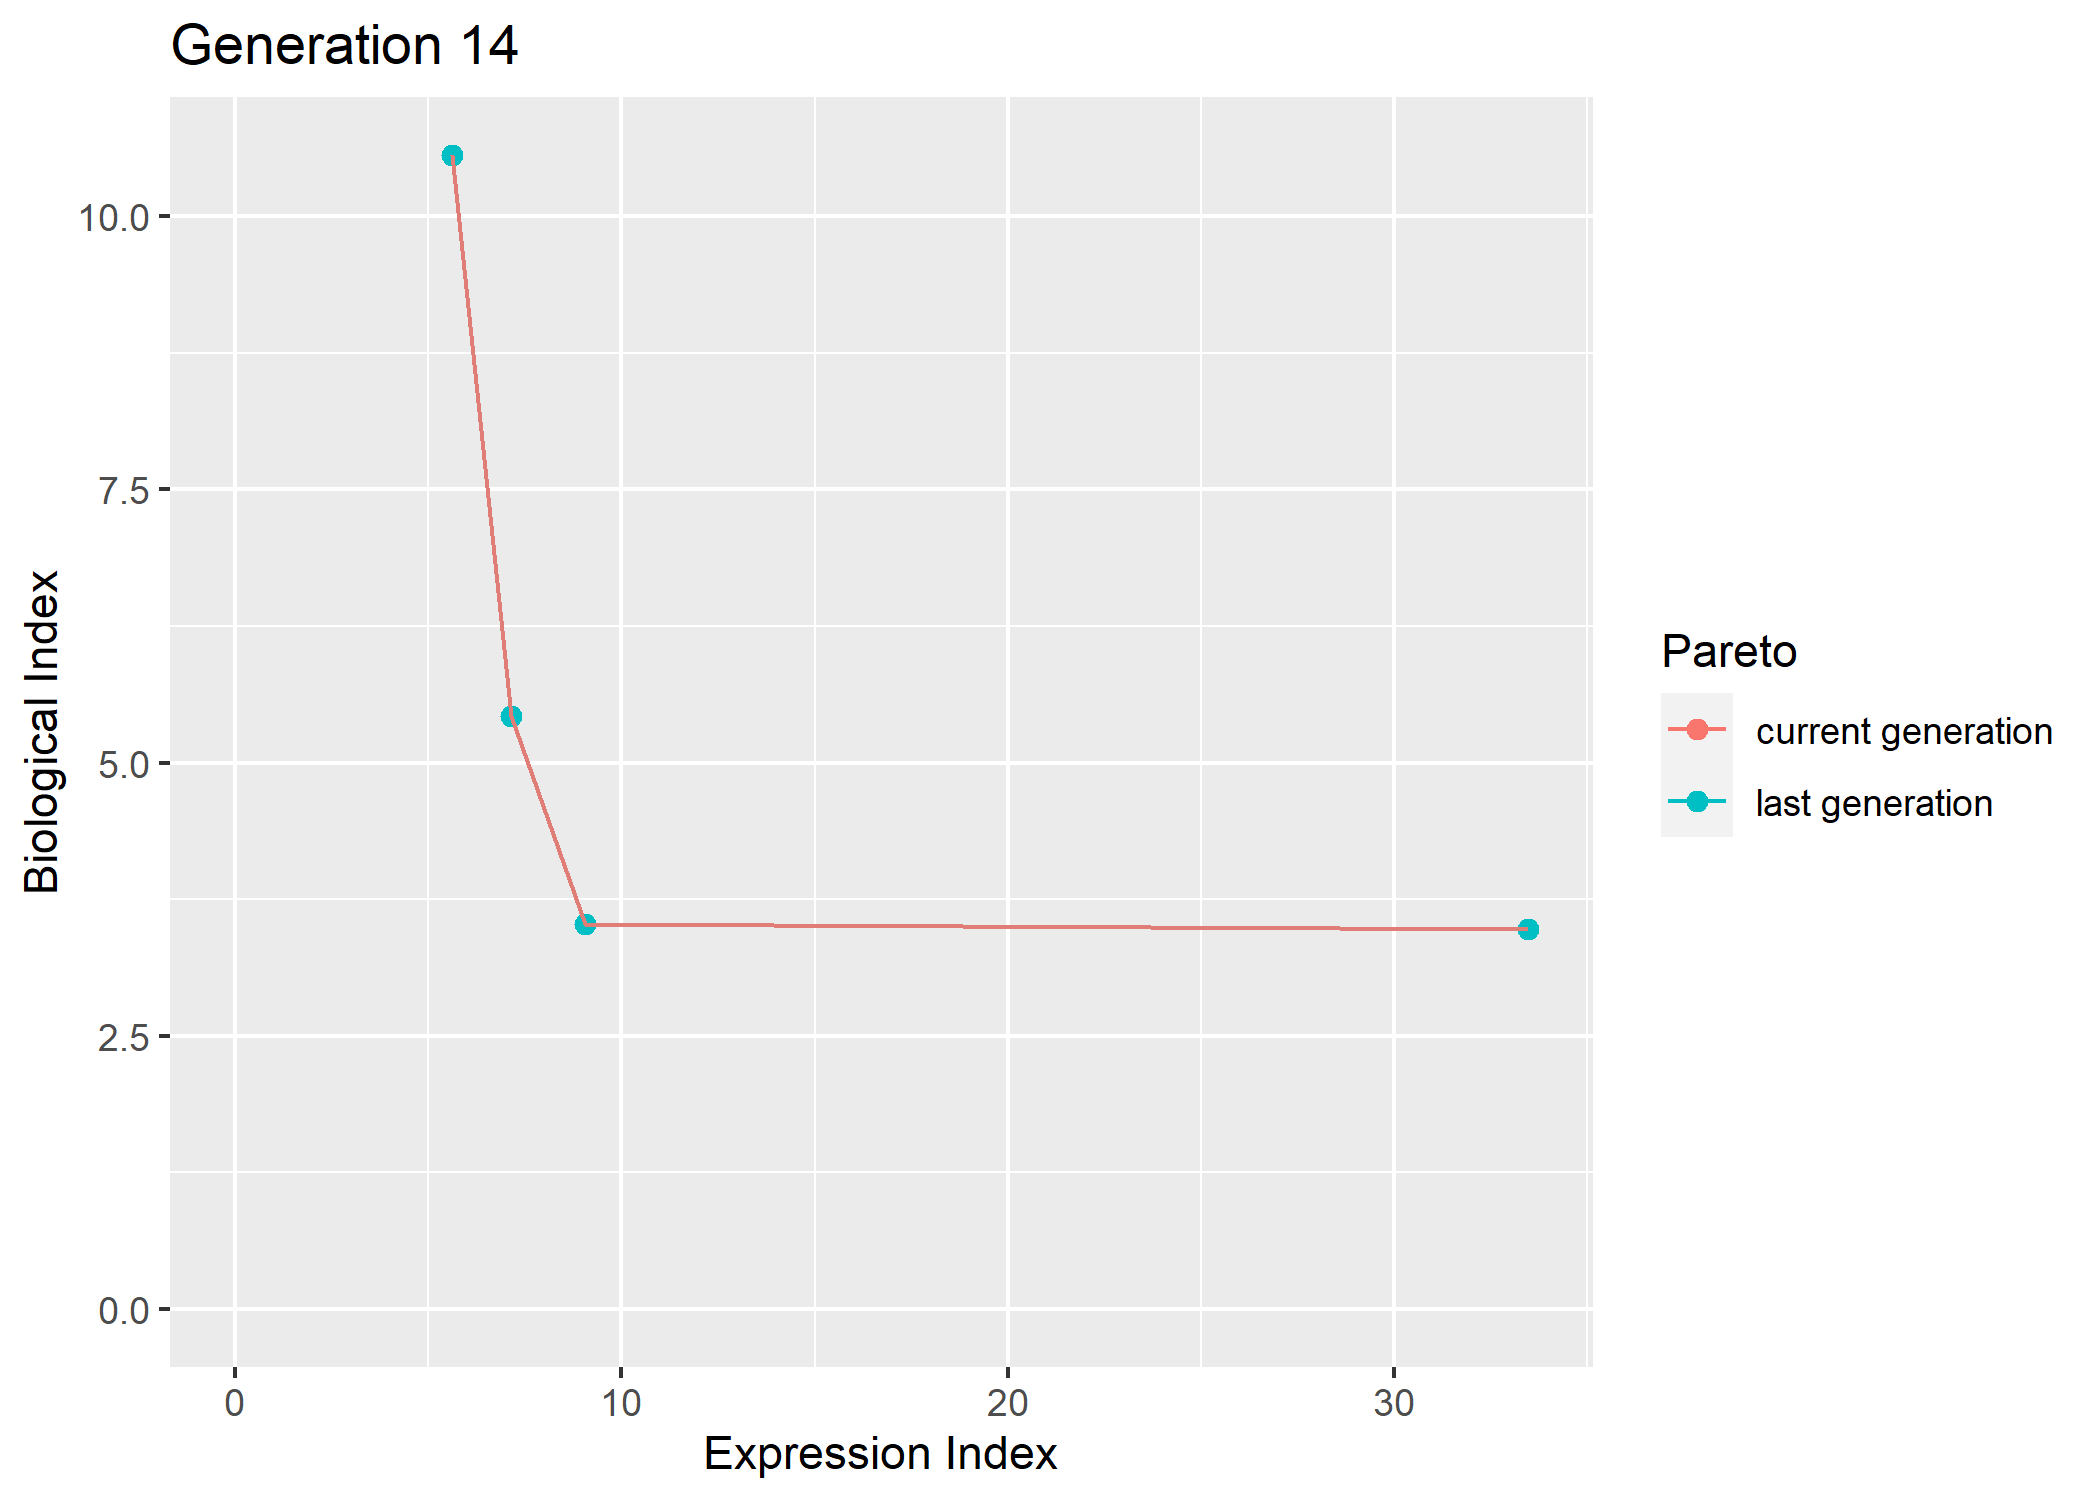 Generation 14
10.0
7.5
5.0
2.5
0.0
Biological Index
0 10 20 30
Expression Index
Pareto
current generation
last generation